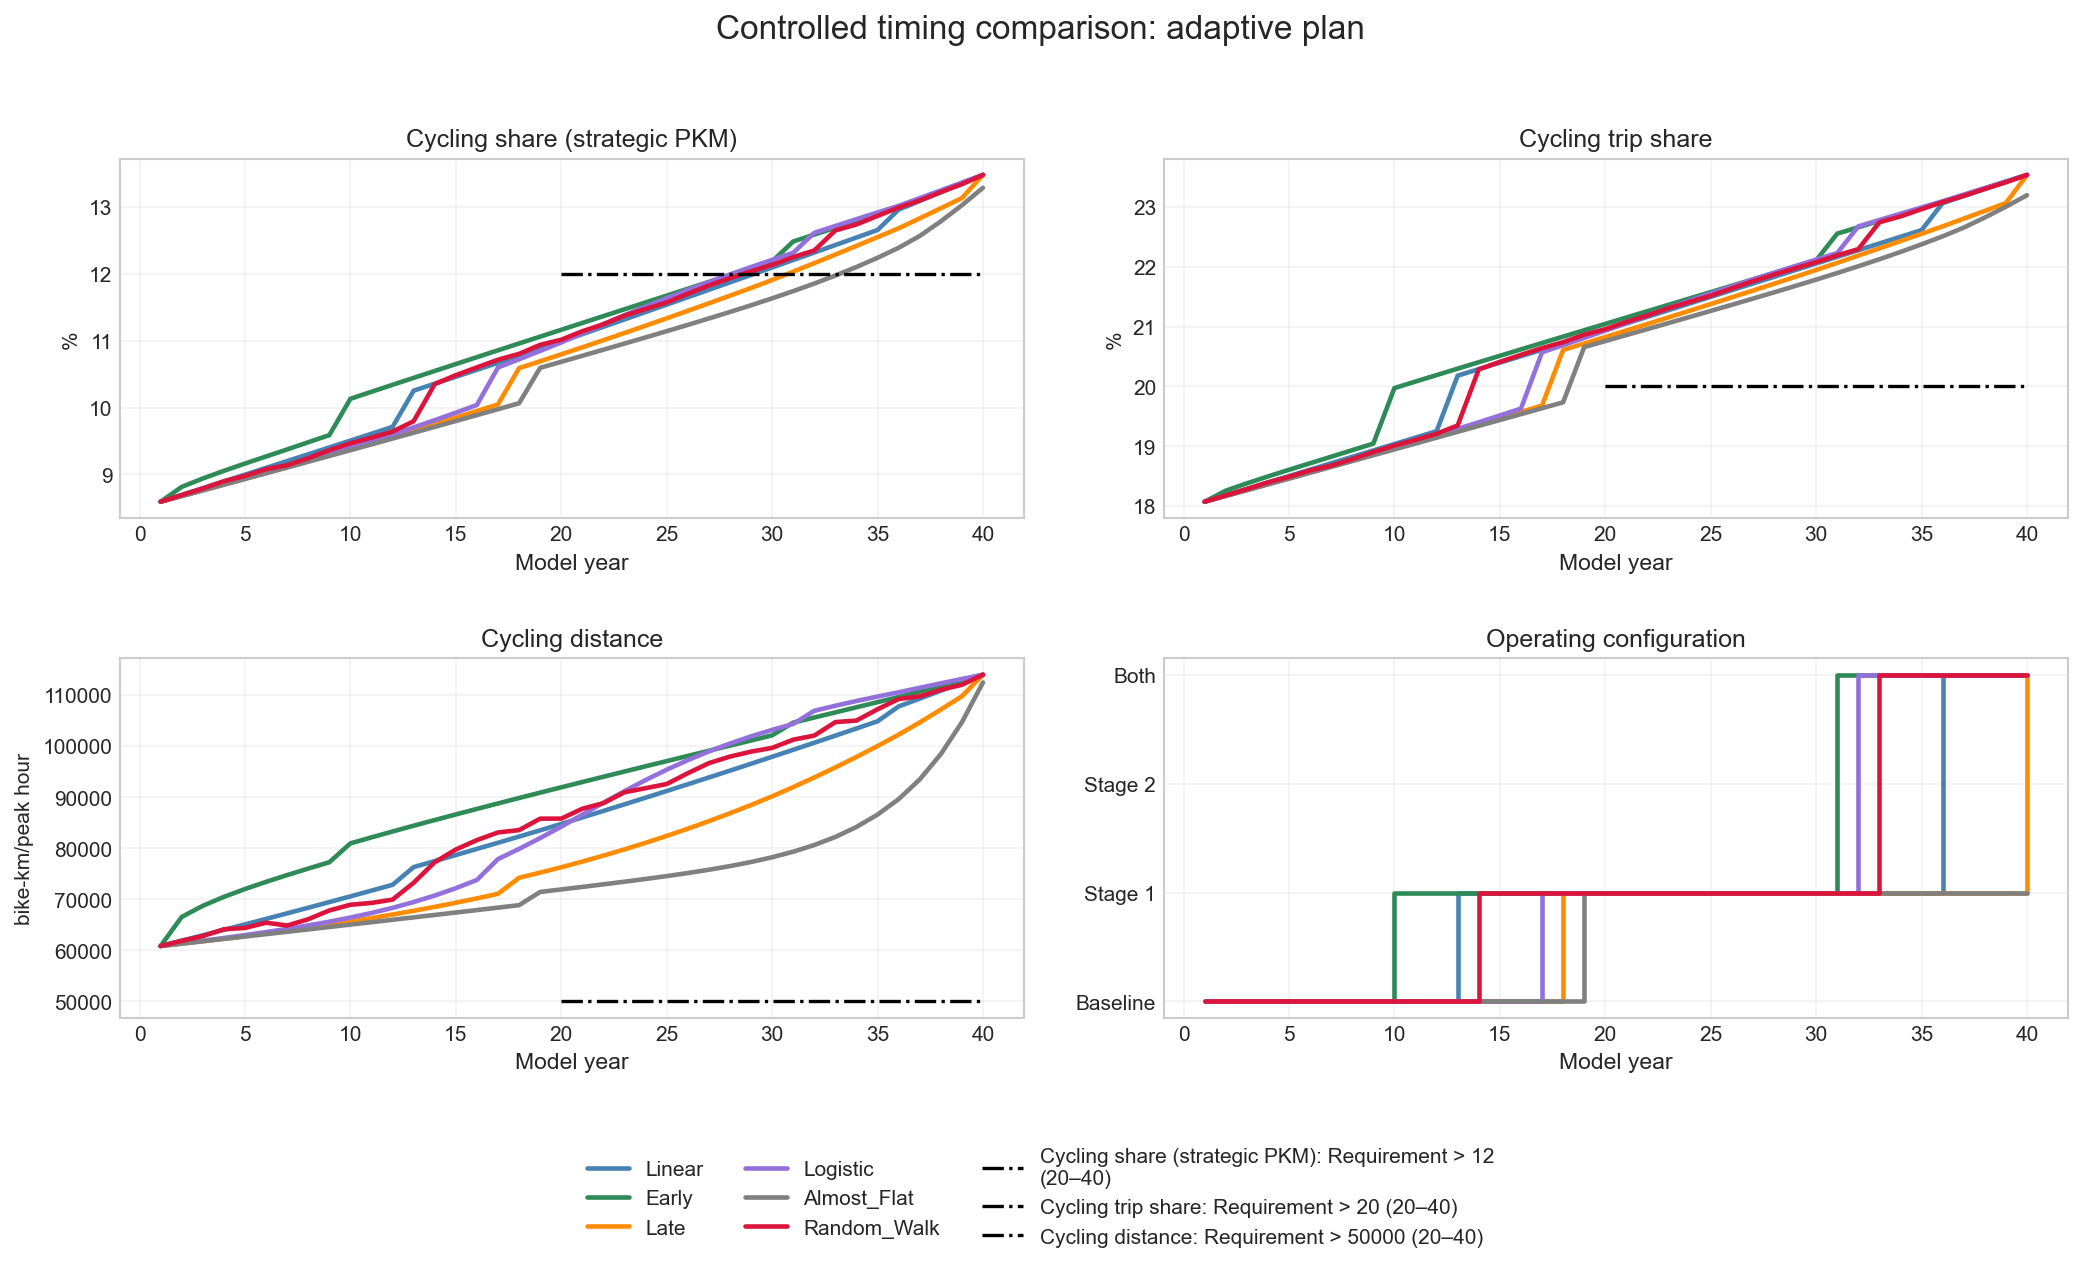 Controlled timing comparison: adaptive plan
Cycling share (strategic PKM)
%
13
12
11
10
9
0 5 10 15 20 25 30 35 40
Model year
Cycling trip share
%
23
22
21
20
19
18
0 5 10 15 20 25 30 35 40
Model year
Cycling distance
bike-km/peak hour
110000
100000
90000
80000
70000
60000
50000
0 5 10 15 20 25 30 35 40
Model year
Operating configuration
Both
Stage 2
Stage 1
Baseline
0 5 10 15 20 25 30 35 40
Model year
Linear
Early
Late
Logistic
Almost_Flat
Random_Walk
Cycling share (strategic PKM): Requirement > 12
(20–40)
Cycling trip share: Requirement > 20 (20–40)
Cycling distance: Requirement > 50000 (20–40)